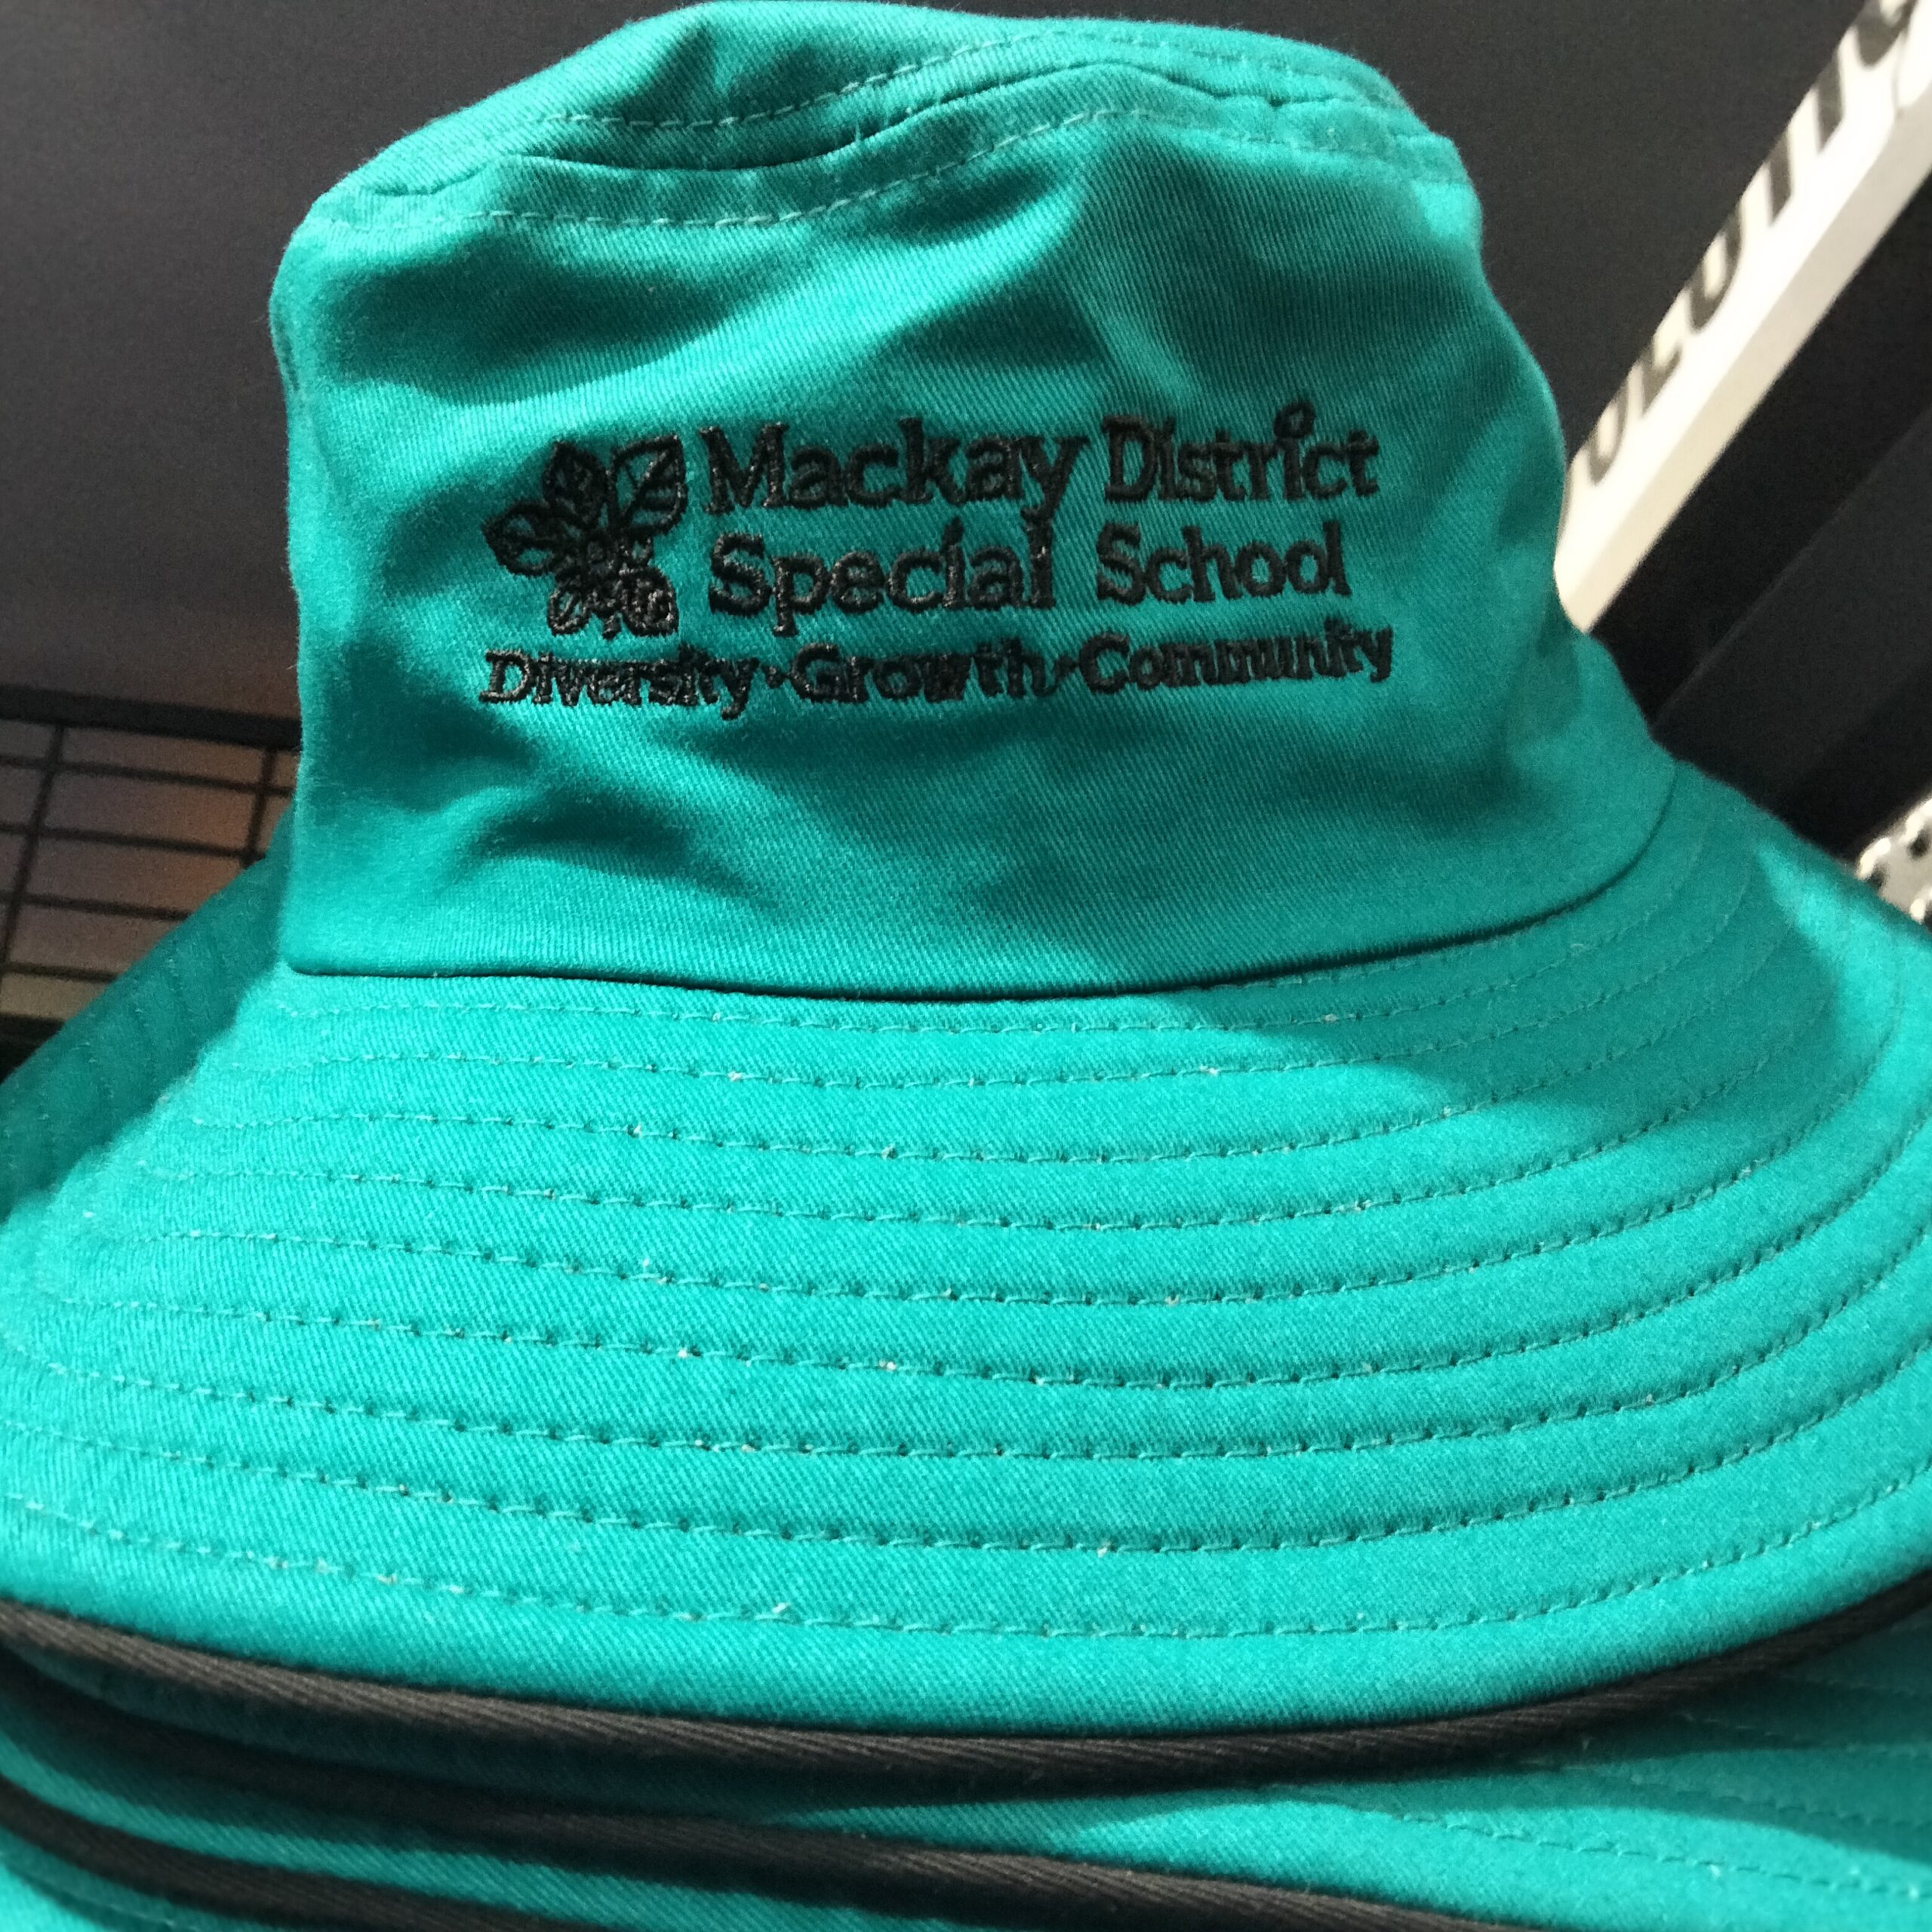 Mackay District
Special School
Diversity • Growth • Community